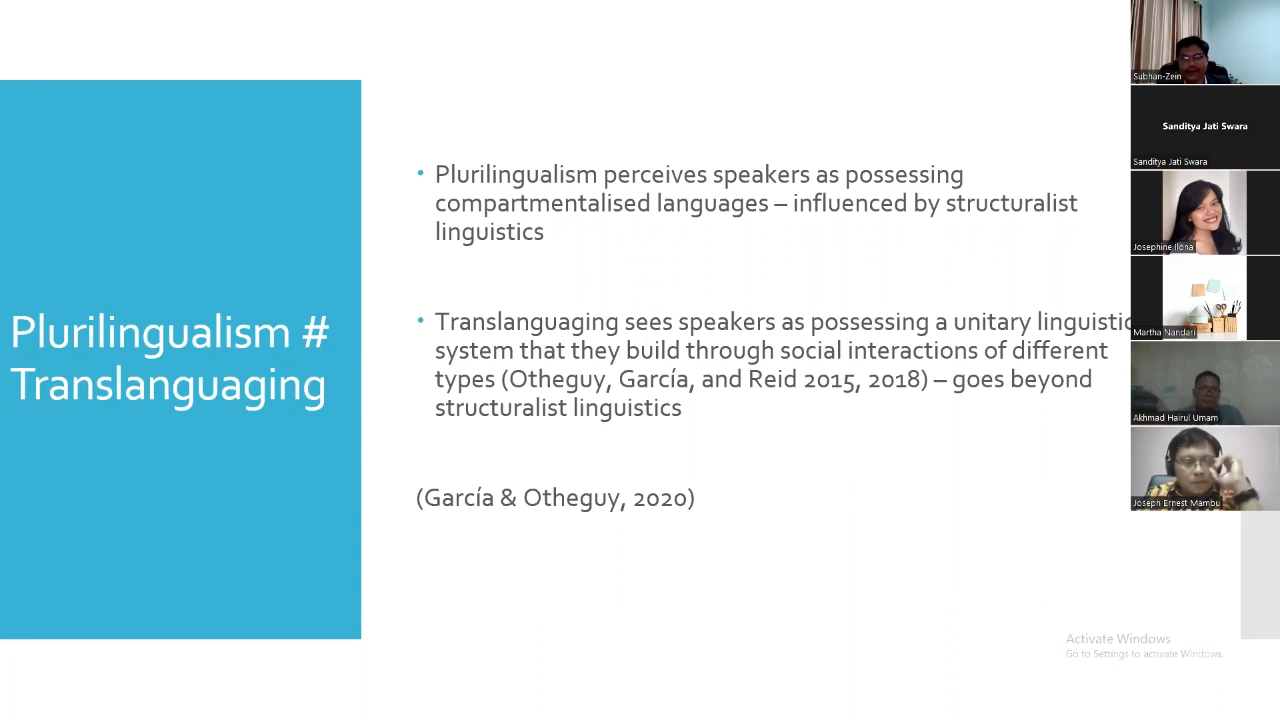 Plurilingualism #
Translanguaging
• Plurilingualism perceives speakers as possessing
compartmentalised languages – influenced by structuralist
linguistics
• Translanguaging sees speakers as possessing a unitary linguistic
system that they build through social interactions of different
types (Otheguy, García, and Reid 2015, 2018) – goes beyond
structuralist linguistics
(García & Otheguy, 2020)
Subhan-Zein
Sanditya Jati Swara
Sanditya Jati Swara
Josephine Ilona
Martha Nandari
Akhmad Hairul Umam
Joseph Ernest Mambu
Activate Windows
Go to Settings to activate Windows.